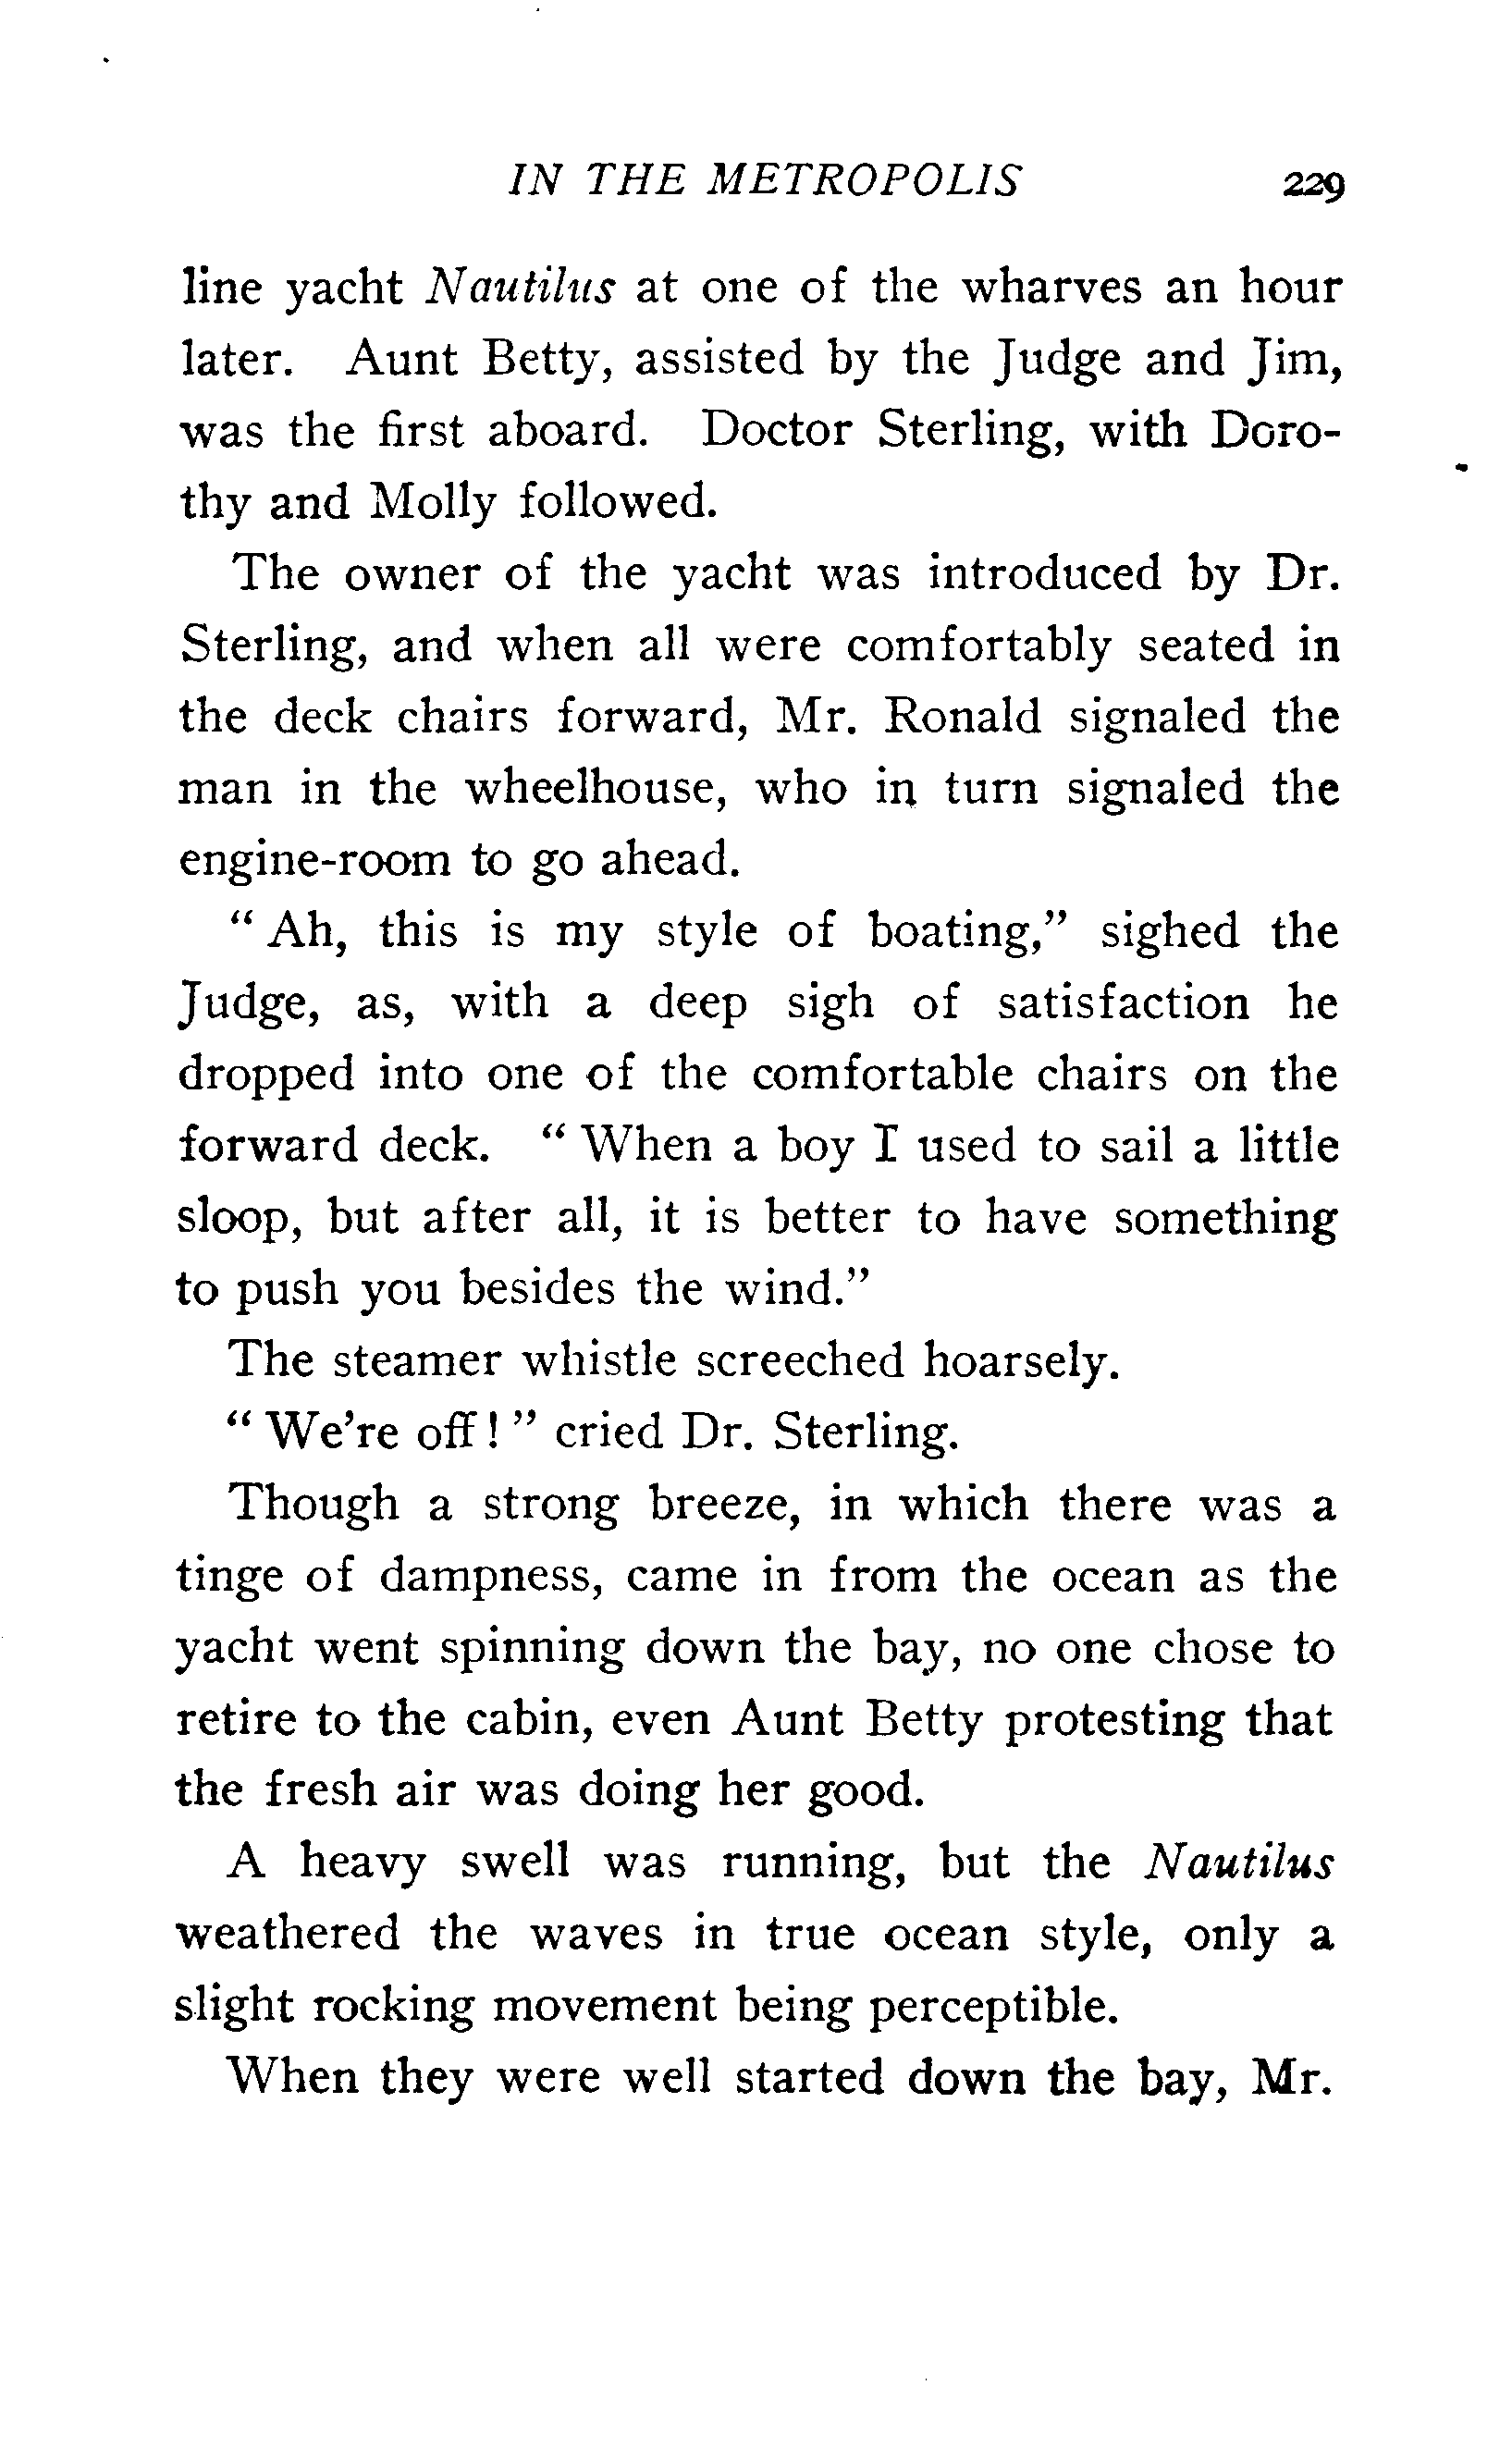 IN THE METROPOLIS 229
line yacht Nautilus at one of the wharves an hour
later. Aunt Betty, assisted by the Judge and Jim,
was the first aboard. Doctor Sterling, with Doro-
thy and Molly followed.
The owner of the yacht was introduced by Dr.
Sterling, and when all were comfortably seated in
the deck chairs forward, Mr. Ronald signaled the
man in the wheelhouse, who in turn signaled the
engine-room to go ahead.
“ Ah, this is my style of boating,” sighed the
Judge, as, with a deep sigh of satisfaction he
dropped into one of the comfortable chairs on the
forward deck. “ When a boy I used to sail a little
sloop, but after all, it is better to have something
to push you besides the wind.”
The steamer whistle screeched hoarsely.
“ We’re off! ” cried Dr. Sterling.
Though a strong breeze, in which there was a
tinge of dampness, came in from the ocean as the
yacht went spinning down the bay, no one chose to
retire to the cabin, even Aunt Betty protesting that
the fresh air was doing her good.
A heavy swell was running, but the Nautilus
weathered the waves in true ocean style, only a
slight rocking movement being perceptible.
When they were well started down the bay, Mr.